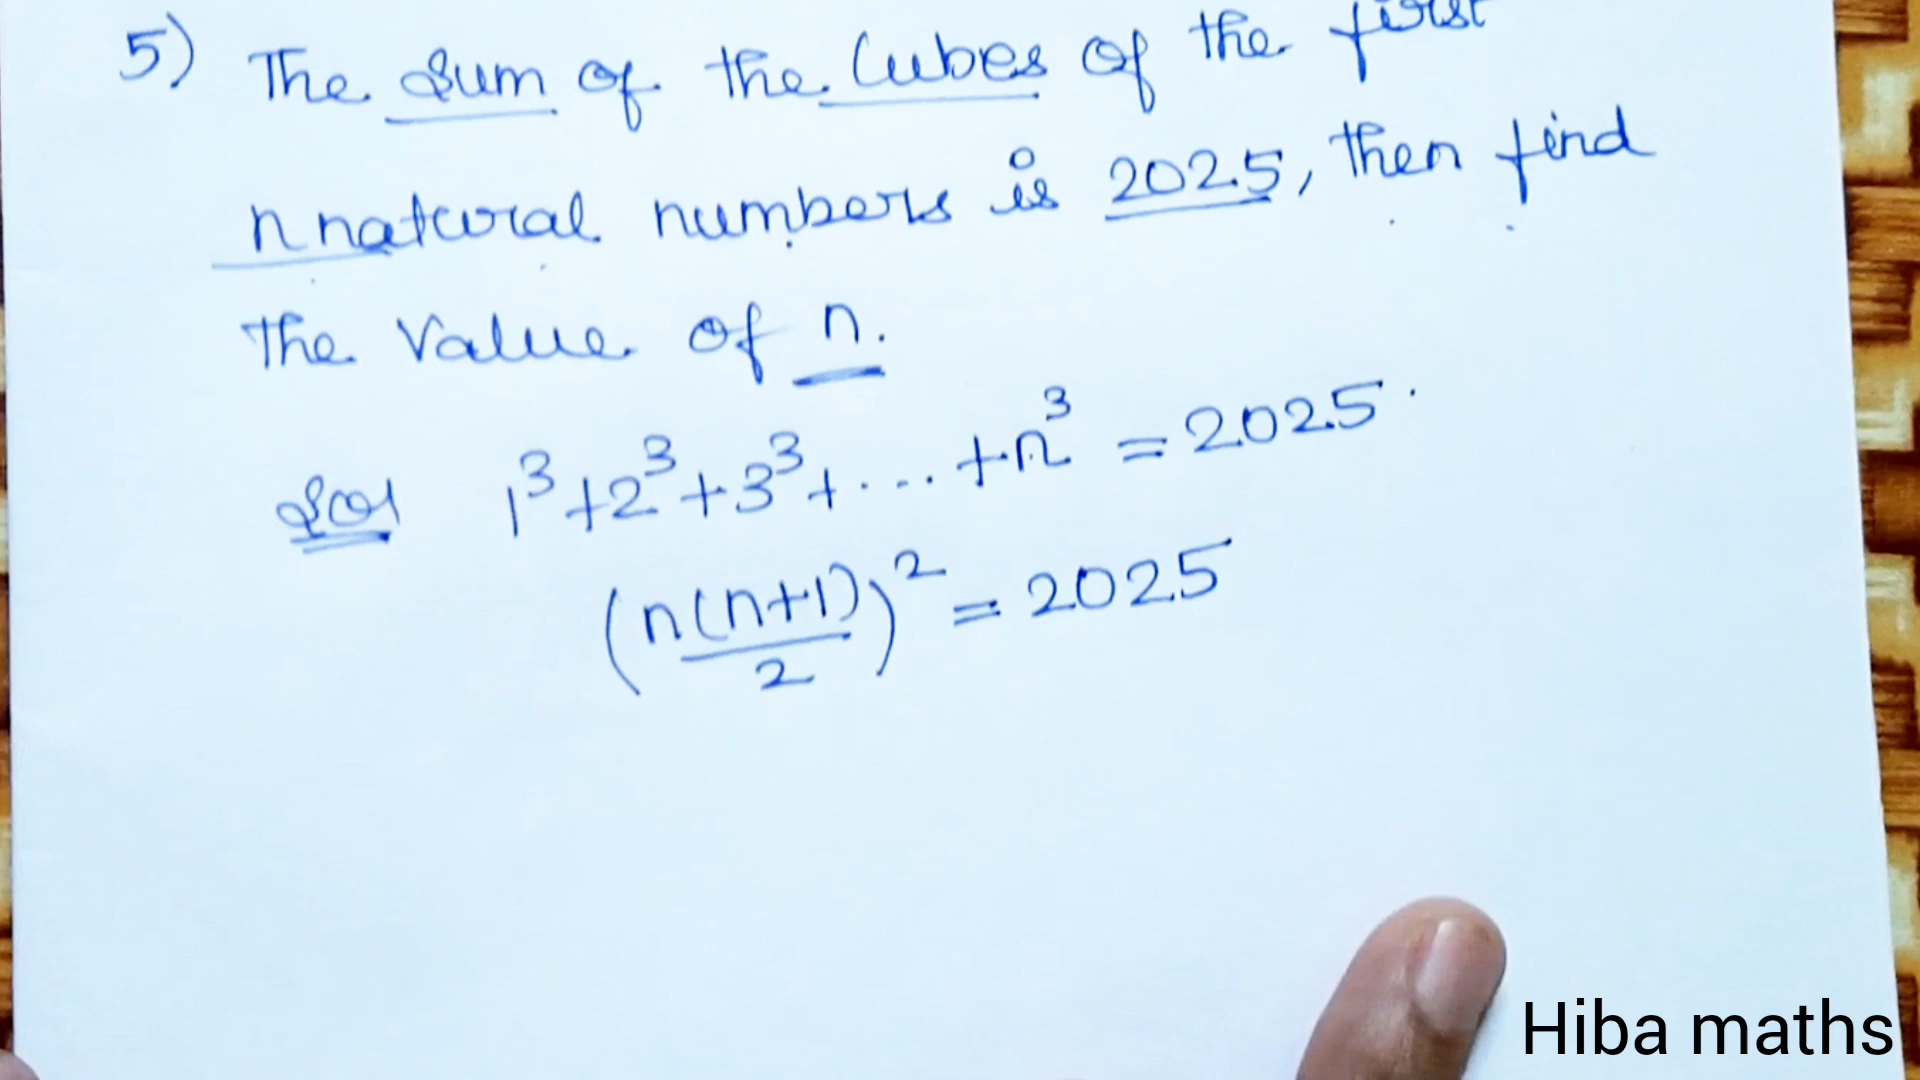 5) The Sum of the Cubes of the first
n natural numbers is 2025, then find
the Value of n.
Sol 1³+2³+3³+....+n³ = 2025.
(n(n+1)/2)² = 2025
Hiba maths